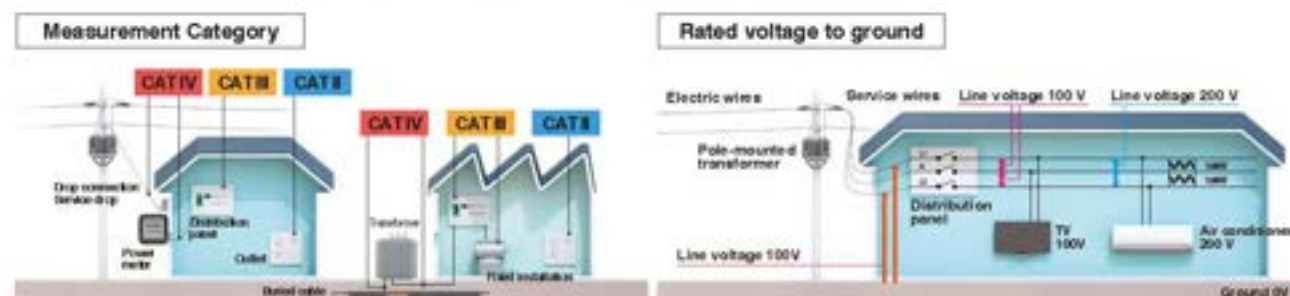 Measurement Category
CAT IV
CAT III
CAT II
CAT IV
CAT III
CAT II
Drop connection
Service drop
Distribution
panel
Power
meter
Outlet
Transformer
Fixed installation
Buried cable
Rated voltage to ground
Electric wires
Service wires
Line voltage 100 V
Line voltage 200 V
Pole-mounted
transformer
Distribution
panel
TV
100V
Air conditioner
200 V
Line voltage 100V
Ground 0V